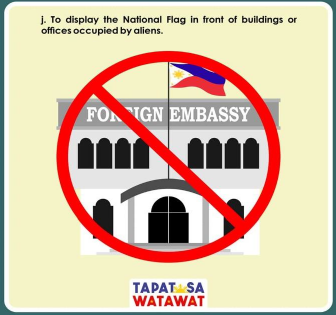 j. To display the National Flag in front of buildings or
offices occupied by aliens.
FOREIGN EMBASSY
TAPAT SA
WATAWAT